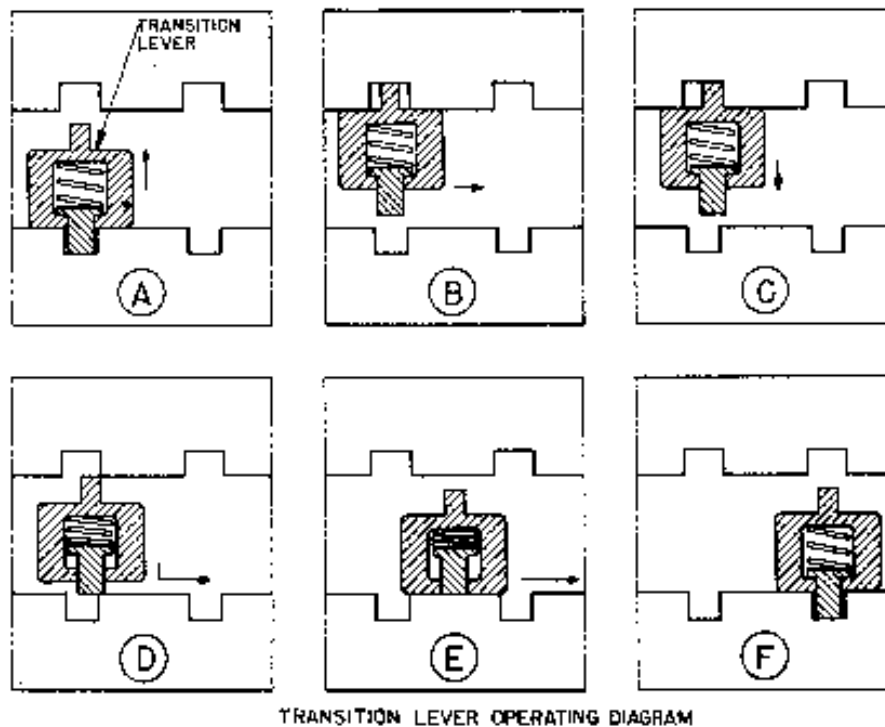 TRANSITION
LEVER
A
B
C
D
E
F
TRANSITION LEVER OPERATING DIAGRAM